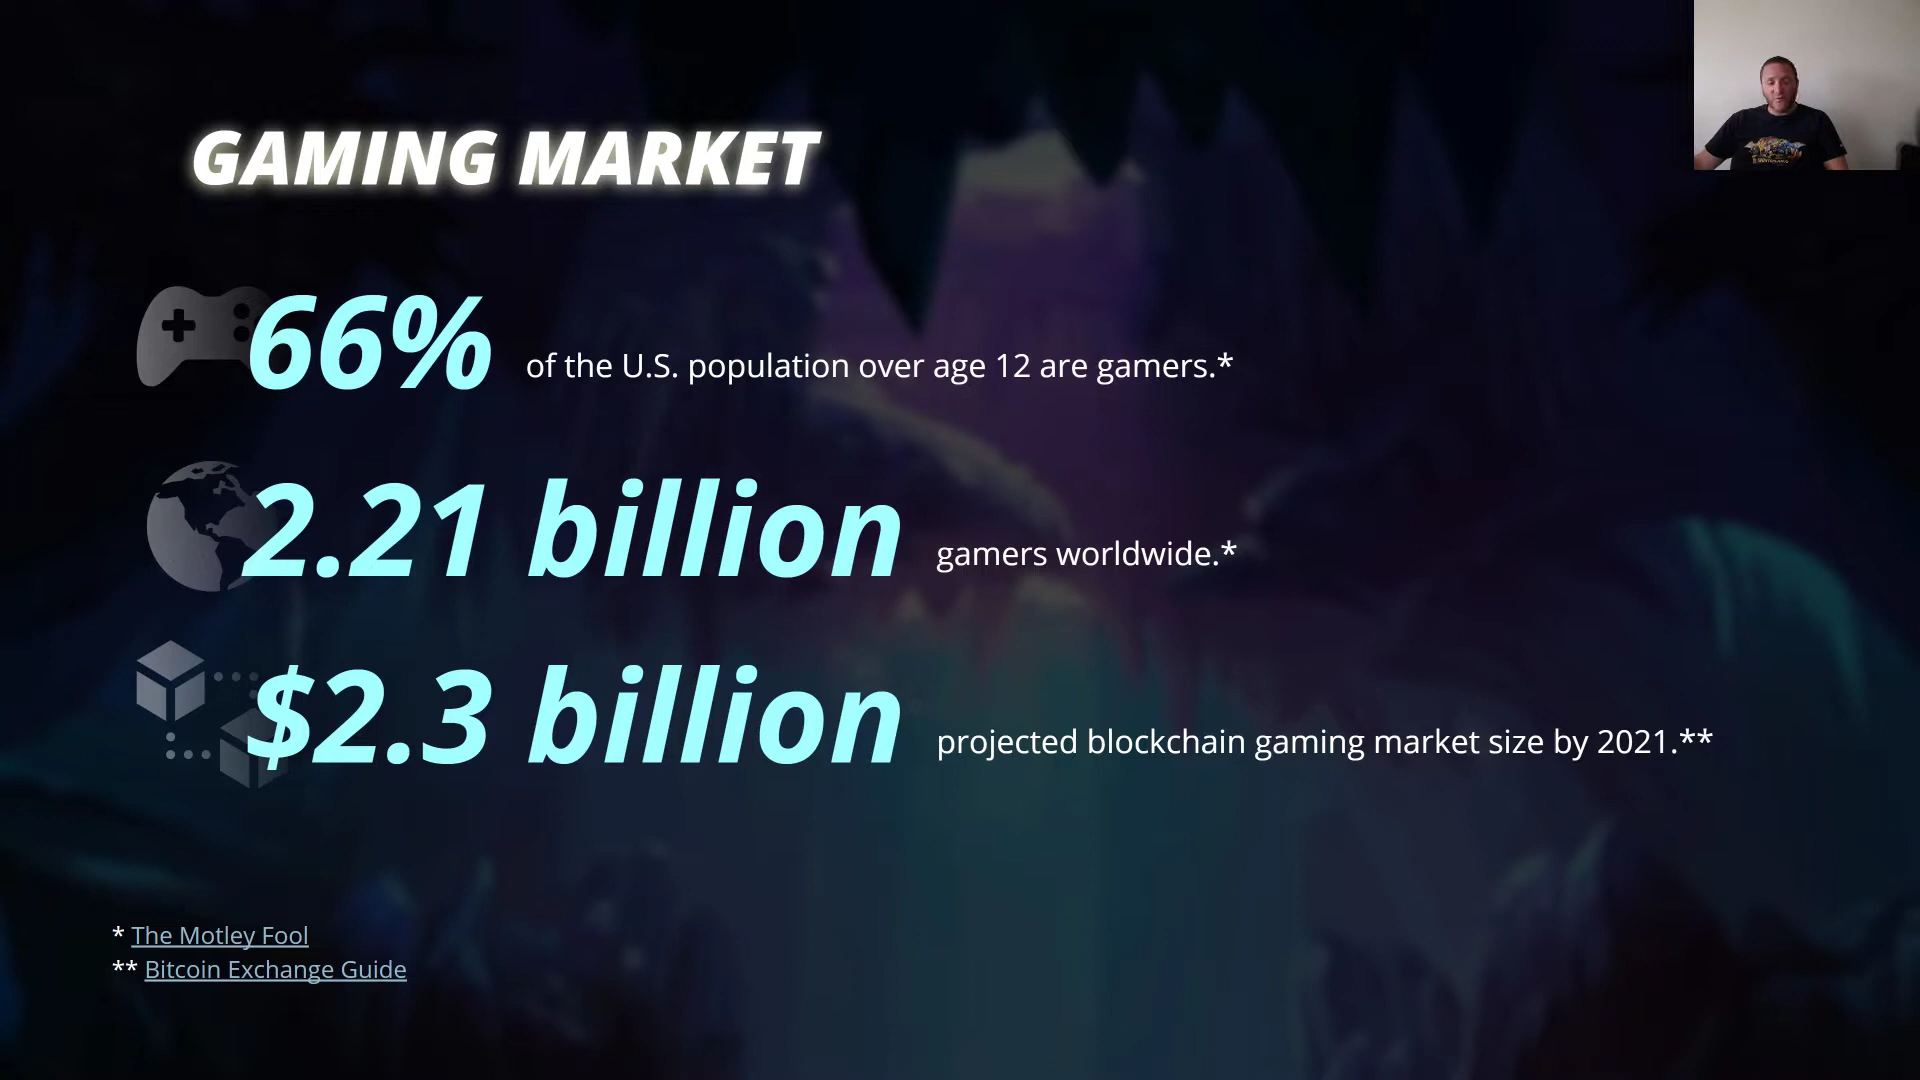 GAMING MARKET
66% of the U.S. population over age 12 are gamers.*
2.21 billion gamers worldwide.*
$2.3 billion projected blockchain gaming market size by 2021.**
* The Motley Fool
** Bitcoin Exchange Guide